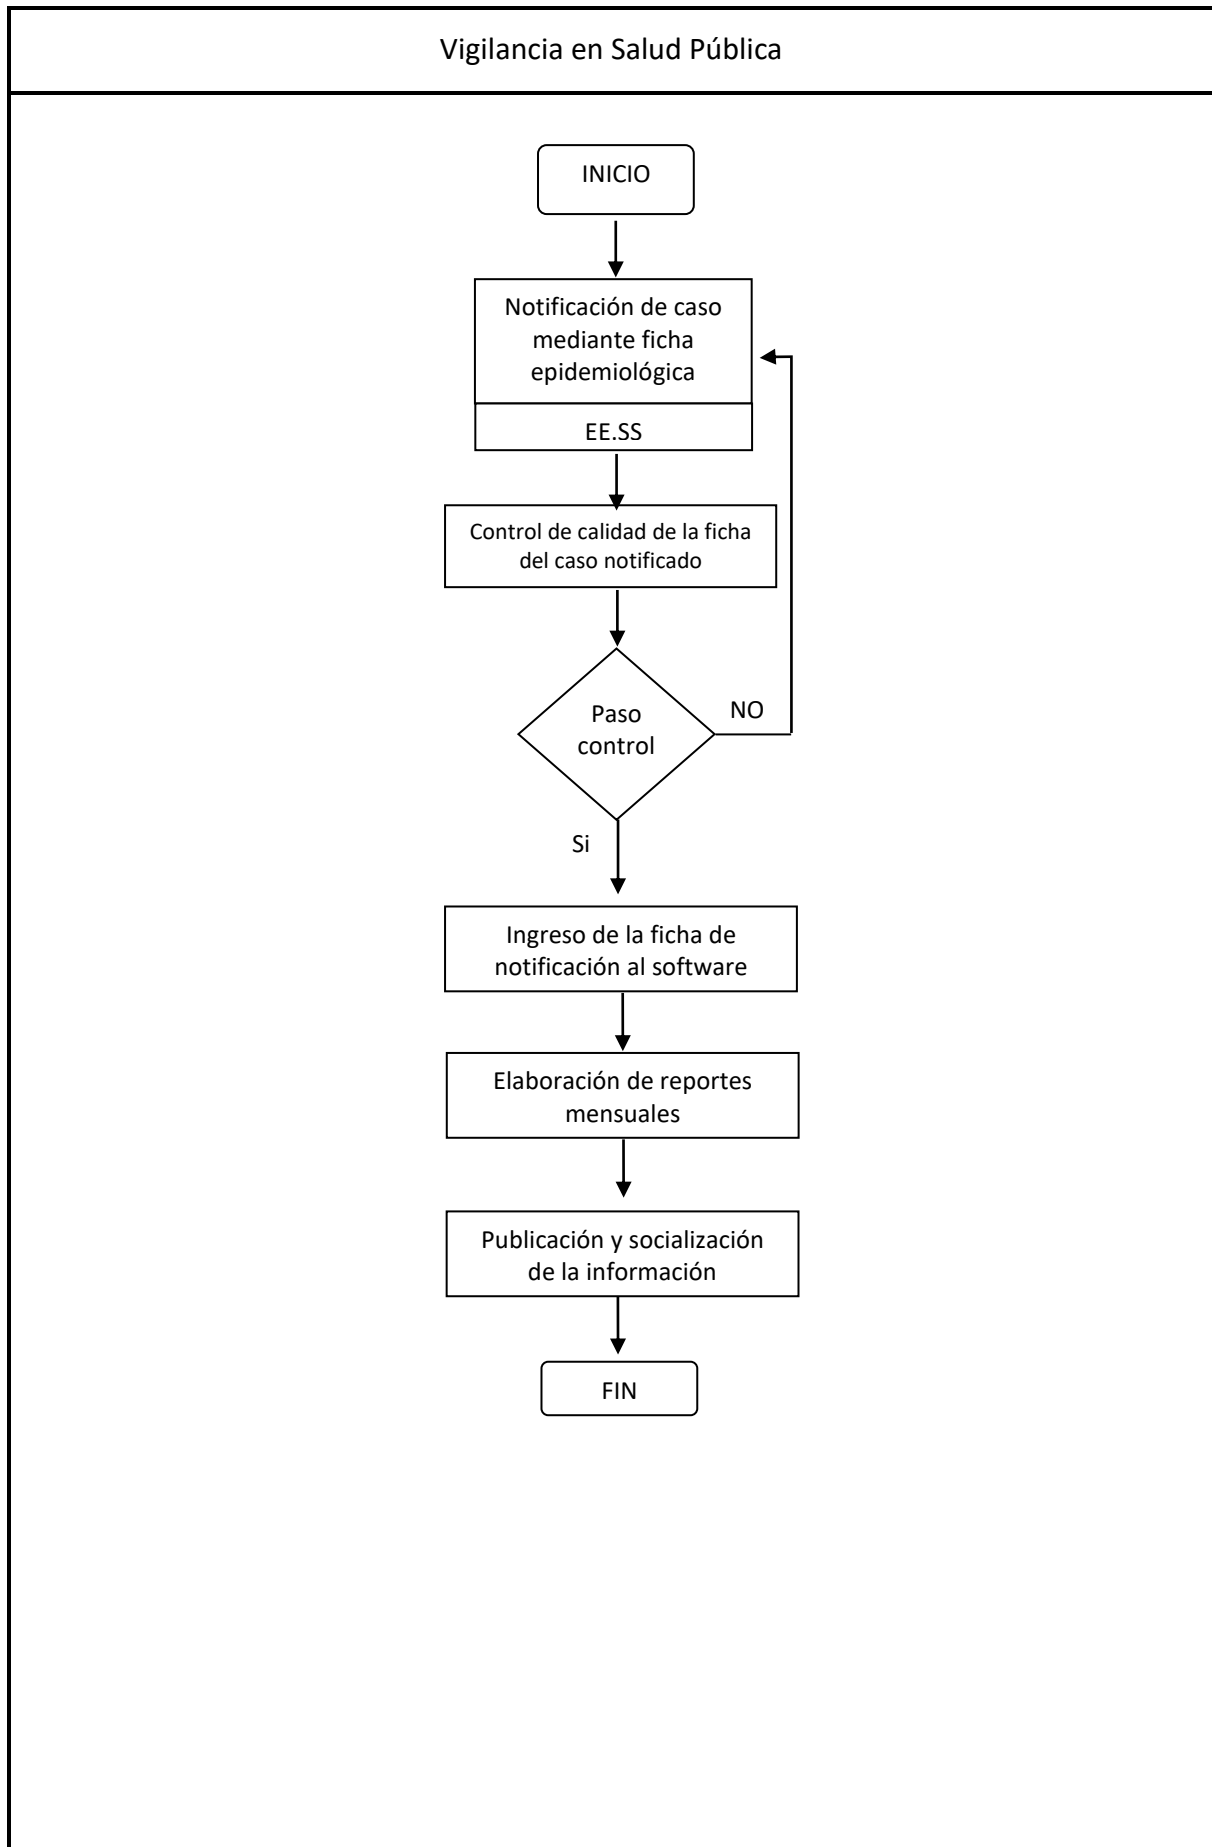 Vigilancia en Salud Pública
INICIO
Notificación de caso
mediante ficha
epidemiológica
EE.SS
Control de calidad de la ficha
del caso notificado
Paso
control
NO
Si
Ingreso de la ficha de
notificación al software
Elaboración de reportes
mensuales
Publicación y socialización
de la información
FIN